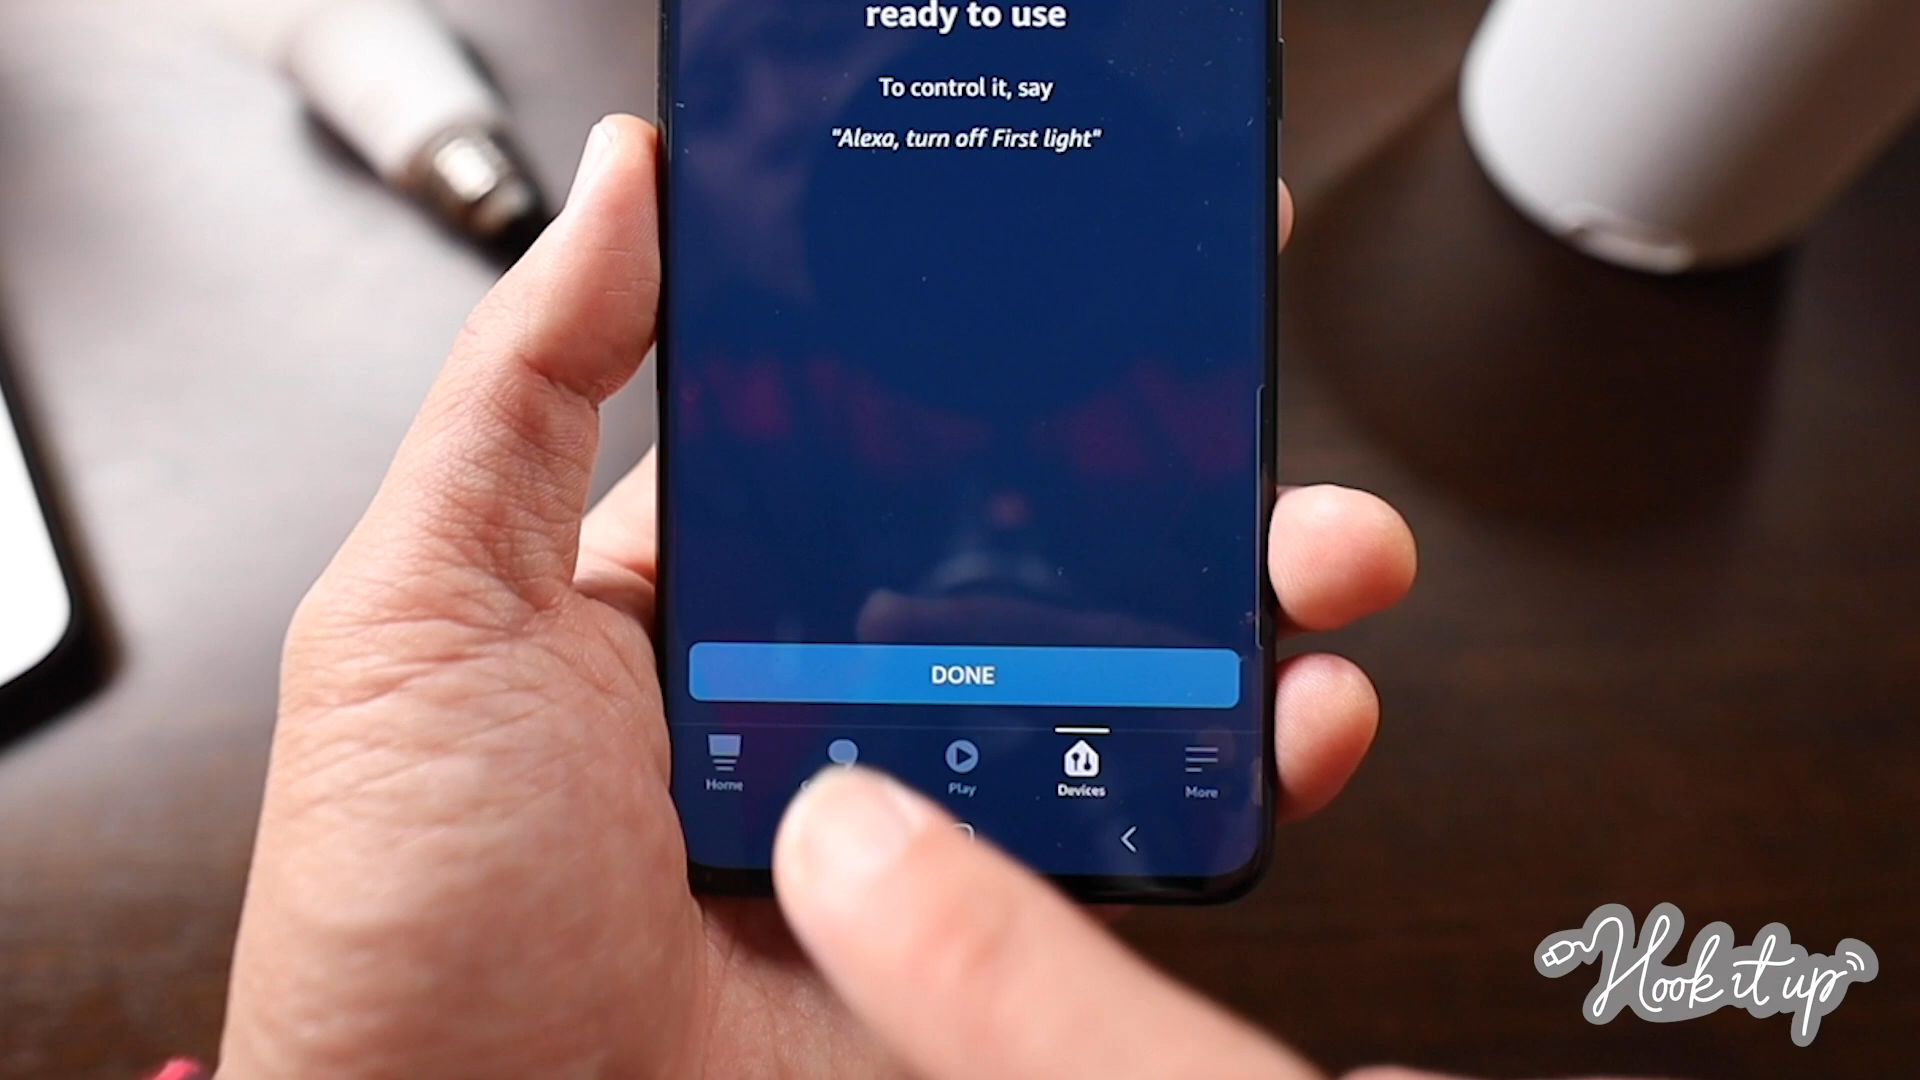 ready to use
To control it, say
"Alexa, turn off First light"
DONE
Home
Play
Devices
More
Hook it up